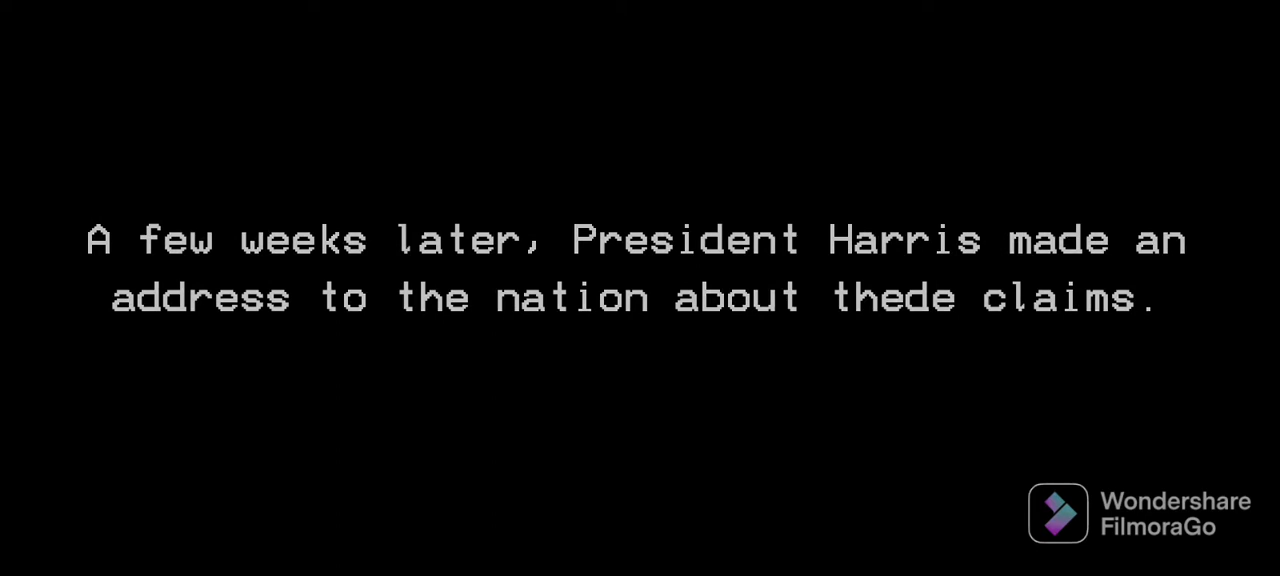 A few weeks later, President Harris made an
address to the nation about thede claims.
Wondershare
FilmoraGo